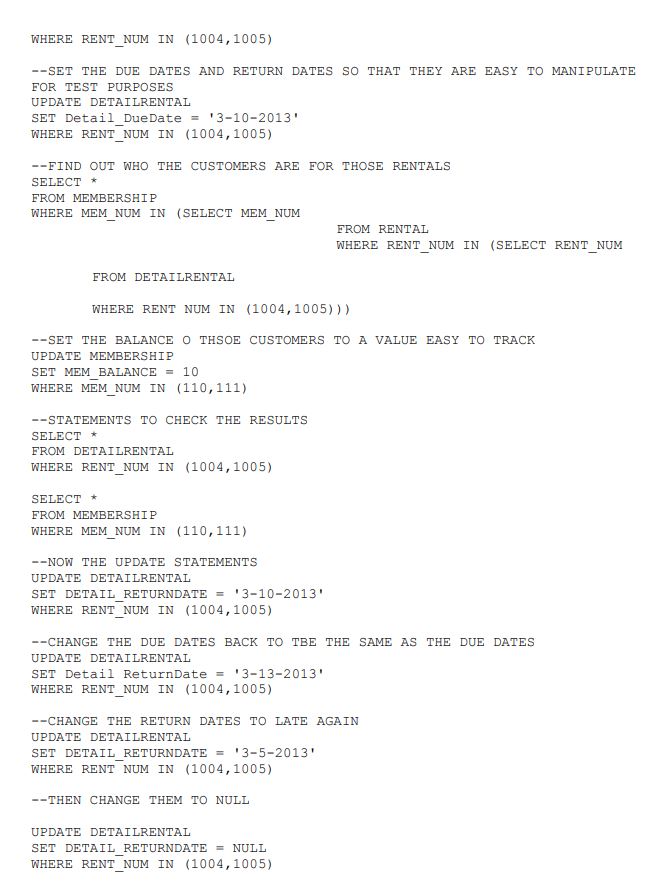 WHERE RENT_NUM IN (1004,1005)
--SET THE DUE DATES AND RETURN DATES SO THAT THEY ARE EASY TO MANIPULATE
FOR TEST PURPOSES
UPDATE DETAILRENTAL
SET Detail_DueDate = '3-10-2013'
WHERE RENT_NUM IN (1004,1005)
--FIND OUT WHO THE CUSTOMERS ARE FOR THOSE RENTALS
SELECT *
FROM MEMBERSHIP
WHERE MEM_NUM IN (SELECT MEM_NUM
FROM RENTAL
WHERE RENT_NUM IN (SELECT RENT_NUM
FROM DETAILRENTAL
WHERE RENT NUM IN (1004,1005)))
--SET THE BALANCE O THSOE CUSTOMERS TO A VALUE EASY TO TRACK
UPDATE MEMBERSHIP
SET MEM_BALANCE = 10
WHERE MEM_NUM IN (110,111)
--STATEMENTS TO CHECK THE RESULTS
SELECT *
FROM DETAILRENTAL
WHERE RENT_NUM IN (1004,1005)
SELECT *
FROM MEMBERSHIP
WHERE MEM_NUM IN (110,111)
--NOW THE UPDATE STATEMENTS
UPDATE DETAILRENTAL
SET DETAIL_RETURNDATE = '3-10-2013'
WHERE RENT_NUM IN (1004,1005)
--CHANGE THE DUE DATES BACK TO TBE THE SAME AS THE DUE DATES
UPDATE DETAILRENTAL
SET Detail ReturnDate = '3-13-2013'
WHERE RENT_NUM IN (1004,1005)
--CHANGE THE RETURN DATES TO LATE AGAIN
UPDATE DETAILRENTAL
SET DETAIL_RETURNDATE = '3-5-2013'
WHERE RENT NUM IN (1004,1005)
--THEN CHANGE THEM TO NULL
UPDATE DETAILRENTAL
SET DETAIL_RETURNDATE = NULL
WHERE RENT_NUM IN (1004,1005)